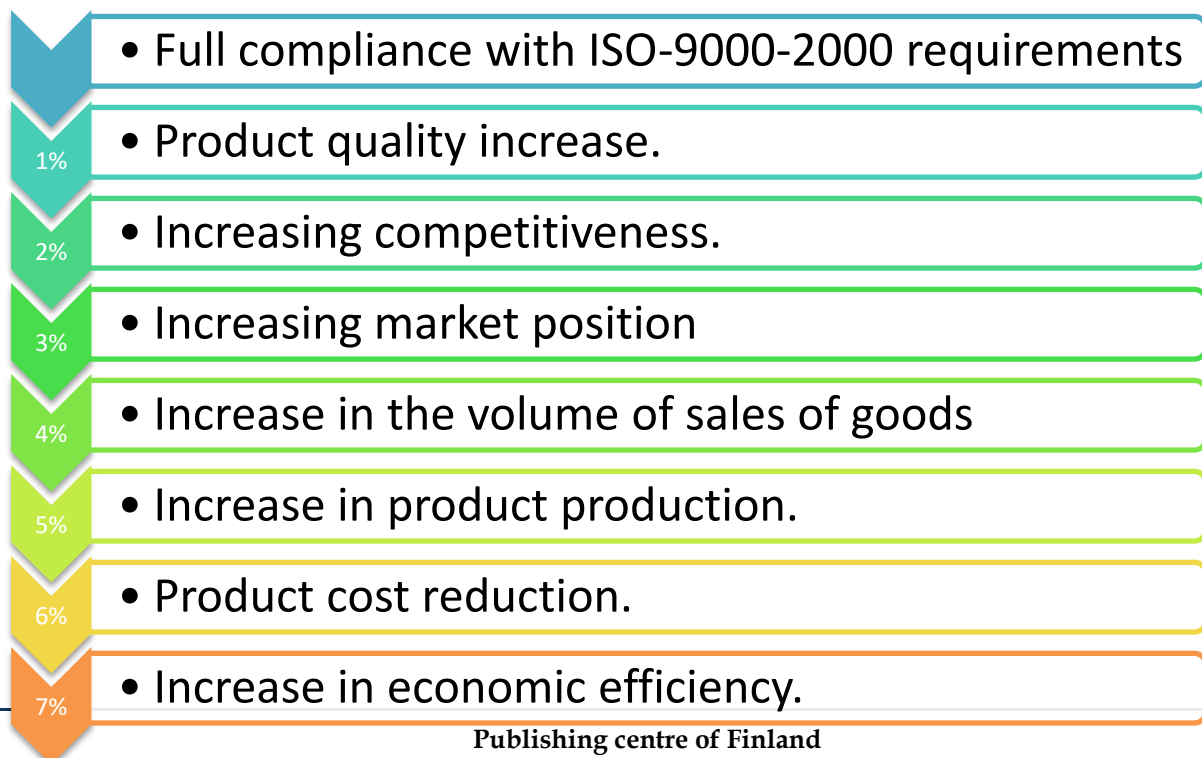 • Full compliance with ISO-9000-2000 requirements
1% • Product quality increase.
2% • Increasing competitiveness.
3% • Increasing market position
4% • Increase in the volume of sales of goods
5% • Increase in product production.
6% • Product cost reduction.
7% • Increase in economic efficiency.
Publishing centre of Finland